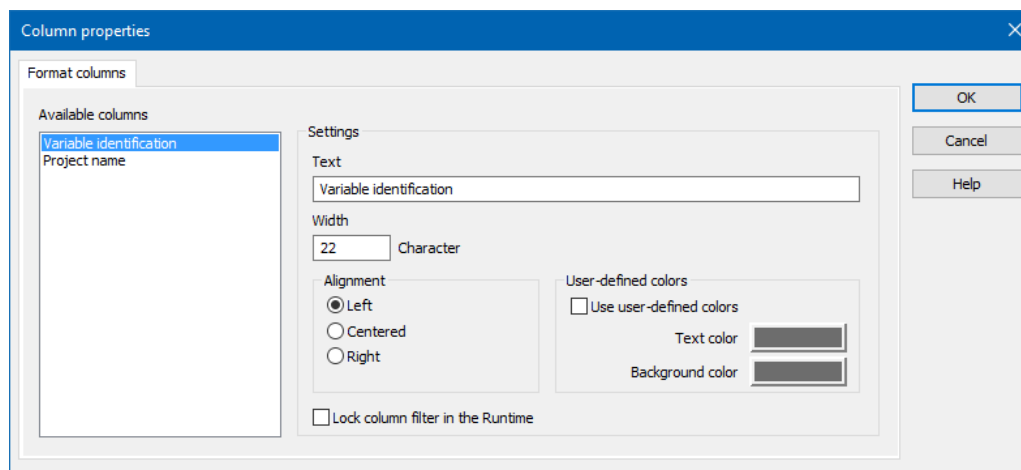 Column properties
Format columns
Available columns
Variable identification
Project name
Settings
Text
Variable identification
Width
22 Character
Alignment
Left
Centered
Right
User-defined colors
Use user-defined colors
Text color
Background color
Lock column filter in the Runtime
OK
Cancel
Help